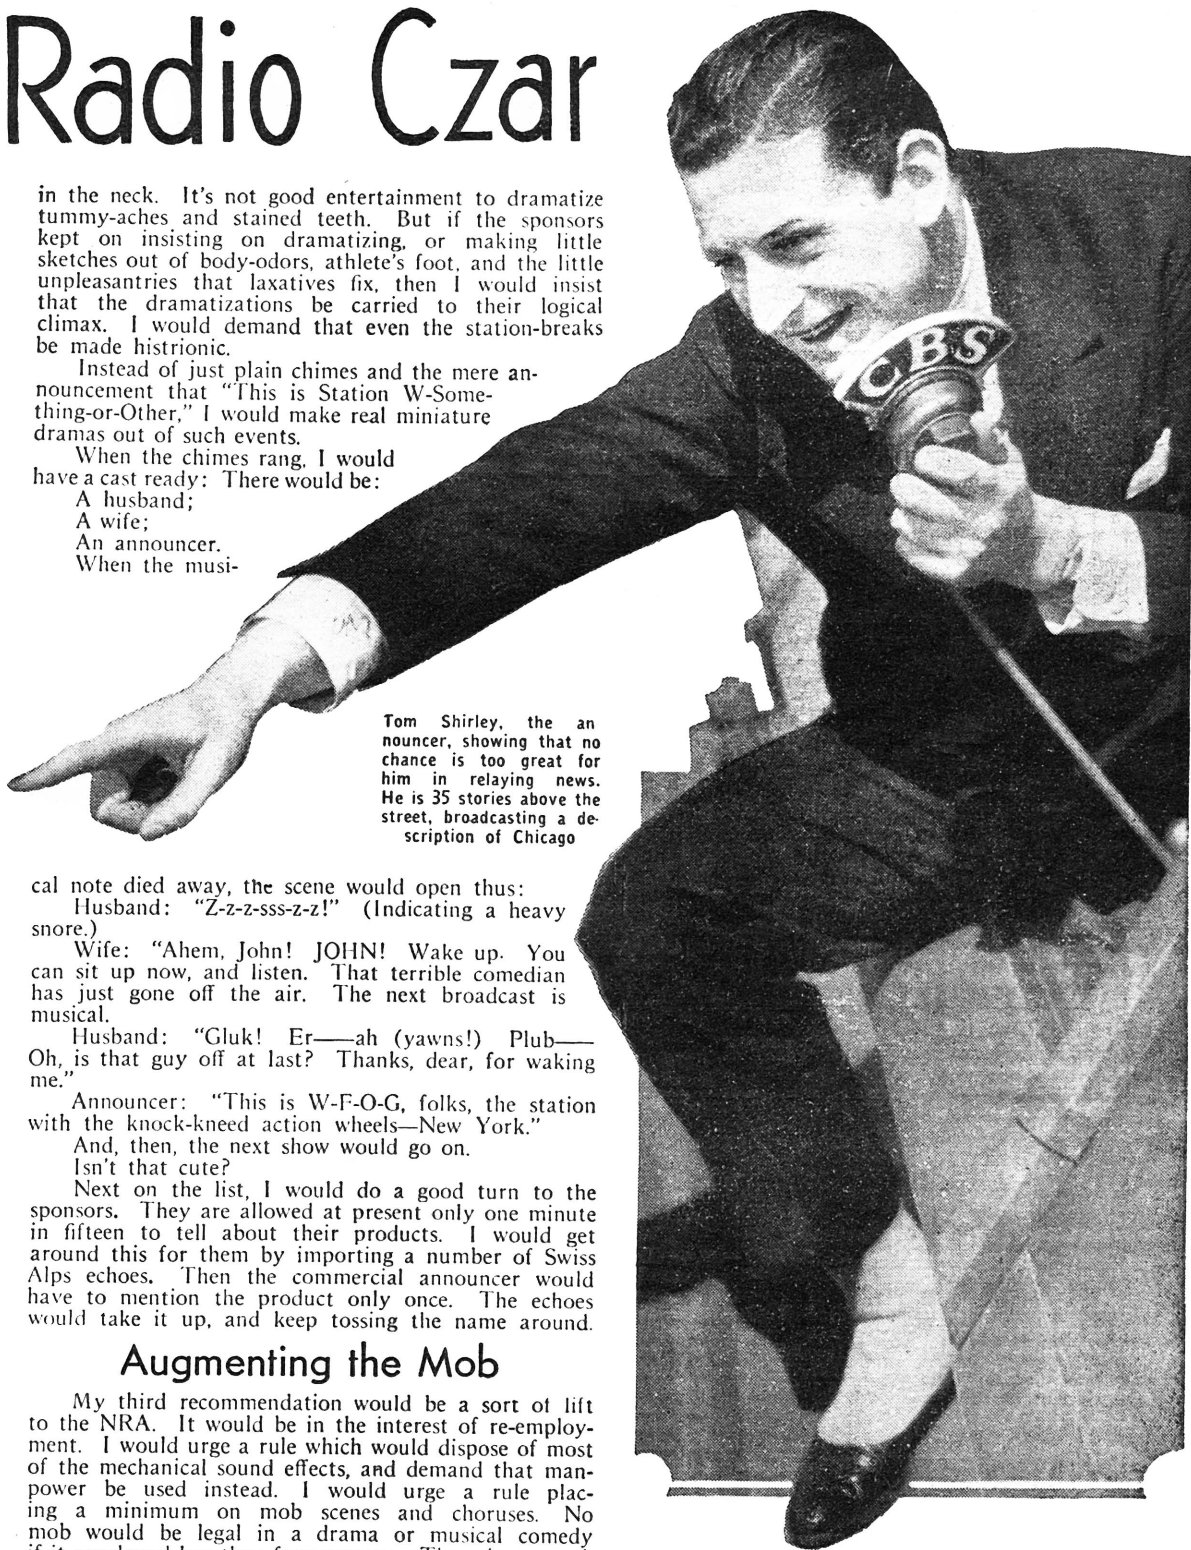 Radio Czar
in the neck. It's not good entertainment to dramatize
tummy-aches and stained teeth. But if the sponsors
kept on insisting on dramatizing, or making little
sketches out of body-odors, athlete's foot, and the little
unpleasantries that laxatives fix, then I would insist
that the dramatizations be carried to their logical
climax. I would demand that even the station-breaks
be made histrionic.
Instead of just plain chimes and the mere an-
nouncement that "This is Station W-Some-
thing-or-Other," I would make real miniature
dramas out of such events.
When the chimes rang, I would
have a cast ready: There would be:
A husband;
A wife;
An announcer.
When the musi-
CBS
Tom Shirley, the an
nouncer, showing that no
chance is too great for
him in relaying news.
He is 35 stories above the
street, broadcasting a de-
scription of Chicago
cal note died away, the scene would open thus:
Husband: "Z-z-z-sss-z-z!" (Indicating a heavy
snore.)
Wife: "Ahem, John! JOHN! Wake up. You
can sit up now, and listen. That terrible comedian
has just gone off the air. The next broadcast is
musical.
Husband: "Gluk! Er——ah (yawns!) Plub——
Oh, is that guy off at last? Thanks, dear, for waking
me."
Announcer: "This is W-F-O-G, folks, the station
with the knock-kneed action wheels—New York."
And, then, the next show would go on.
Isn't that cute?
Next on the list, I would do a good turn to the
sponsors. They are allowed at present only one minute
in fifteen to tell about their products. I would get
around this for them by importing a number of Swiss
Alps echoes. Then the commercial announcer would
have to mention the product only once. The echoes
would take it up, and keep tossing the name around.
Augmenting the Mob
My third recommendation would be a sort of lift
to the NRA. It would be in the interest of re-employ-
ment. I would urge a rule which would dispose of most
of the mechanical sound effects, and demand that man-
power be used instead. I would urge a rule plac-
ing a minimum on mob scenes and choruses. No
mob would be legal in a drama or musical comedy